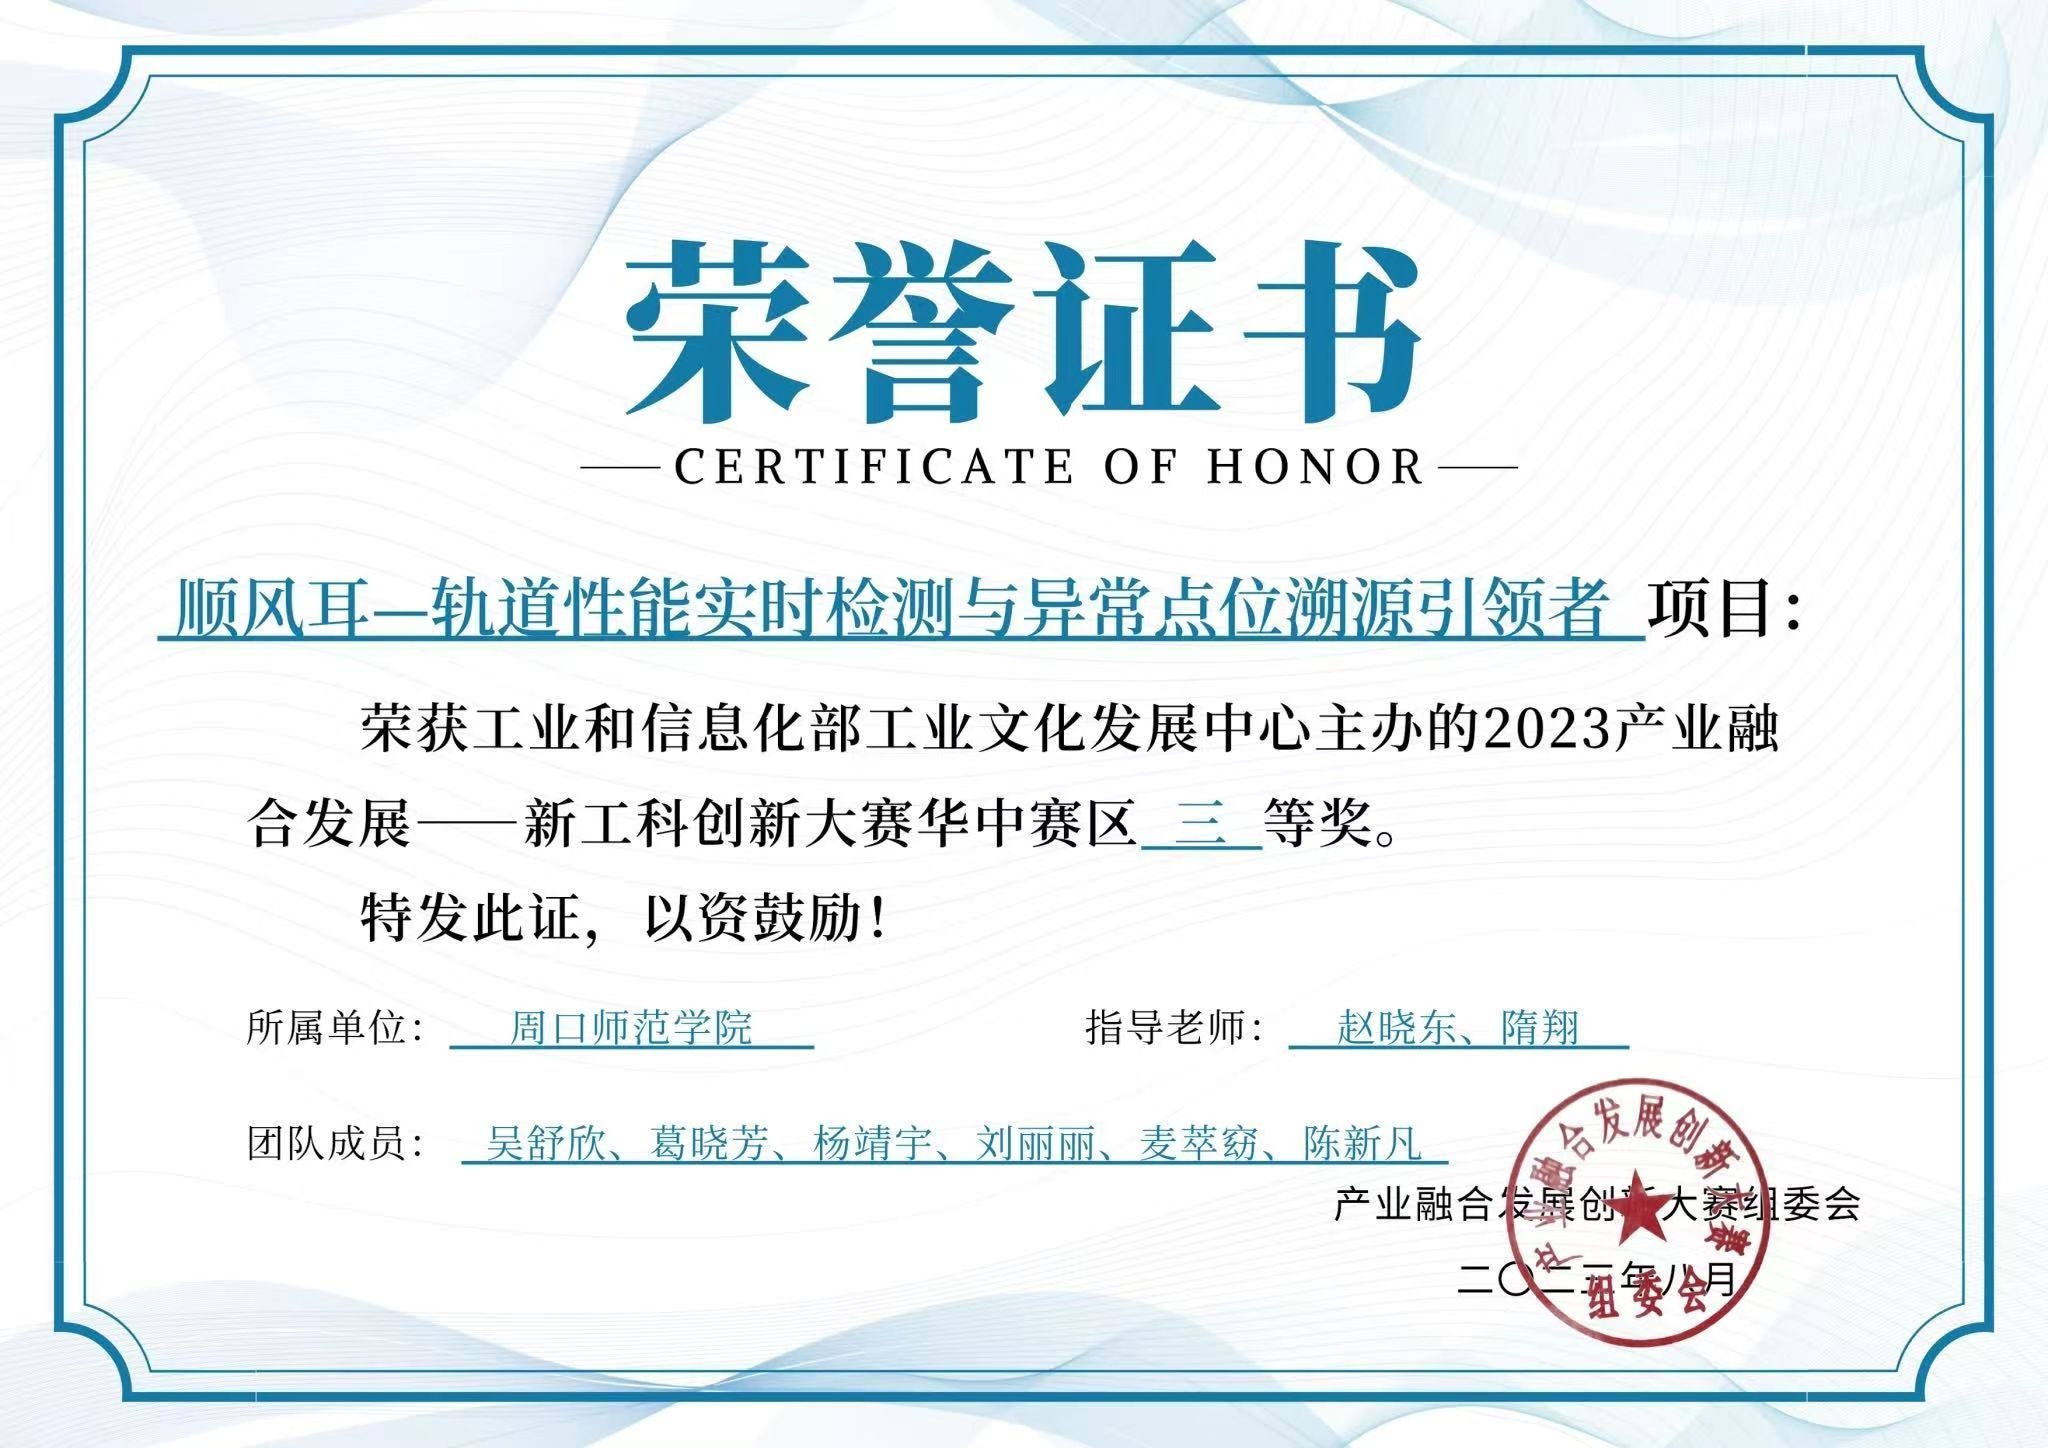 荣誉证书
CERTIFICATE OF HONOR
顺风耳—轨道性能实时检测与异常点位溯源引领者 项目：
荣获工业和信息化部工业文化发展中心主办的2023产业融
合发展——新工科创新大赛华中赛区 三 等奖。
特发此证，以资鼓励！
所属单位： 周口师范学院 指导老师： 赵晓东、隋翔
团队成员： 吴舒欣、葛晓芳、杨靖宇、刘丽丽、麦萃窈、陈新凡
产业融合发展创新大赛组委会
二〇二三年八月
产业融合发展创新大赛
组委会